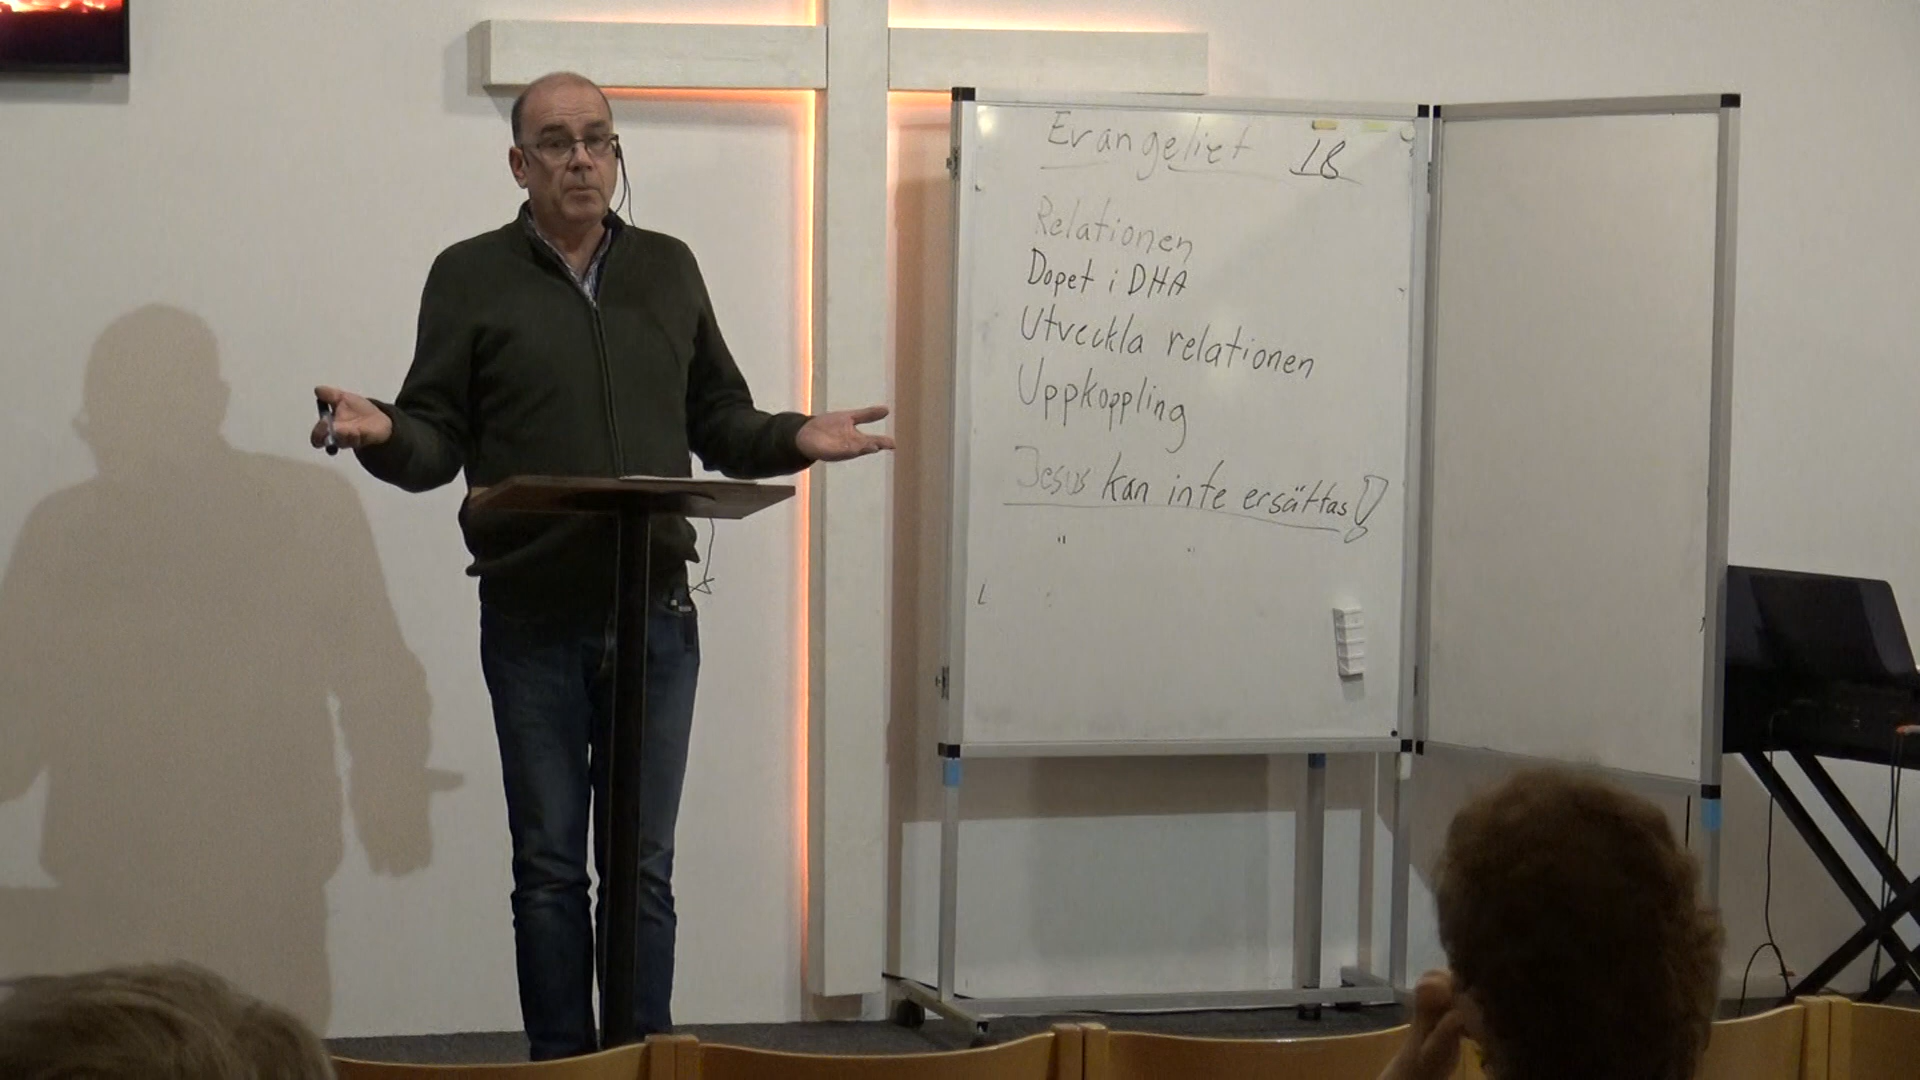 Evangeliet 18
Relationen
Dopet i DHA
Utveckla relationen
Uppkoppling
Jesus kan inte ersättas!